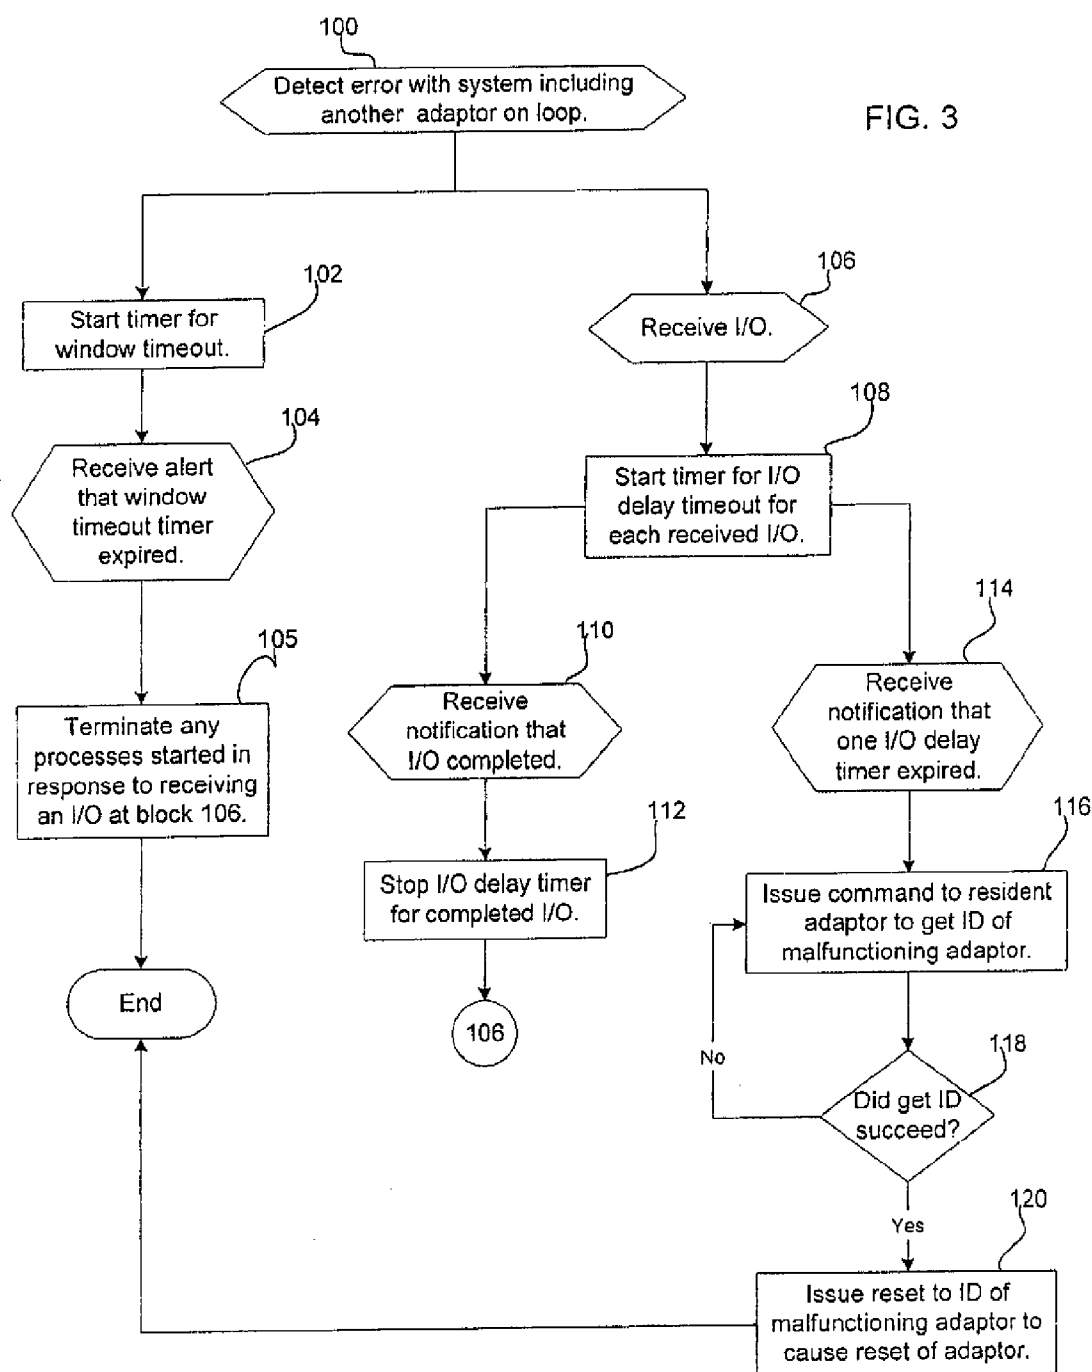 100
Detect error with system including
another adaptor on loop.
FIG. 3
102
Start timer for
window timeout.
104
Receive alert
that window
timeout timer
expired.
105
Terminate any
processes started in
response to receiving
an I/O at block 106.
End
106
Receive I/O.
108
Start timer for I/O
delay timeout for
each received I/O.
110
Receive
notification that
I/O completed.
112
Stop I/O delay timer
for completed I/O.
106
114
Receive
notification that
one I/O delay
timer expired.
116
Issue command to resident
adaptor to get ID of
malfunctioning adaptor.
No
118
Did get ID
succeed?
Yes
120
Issue reset to ID of
malfunctioning adaptor to
cause reset of adaptor.